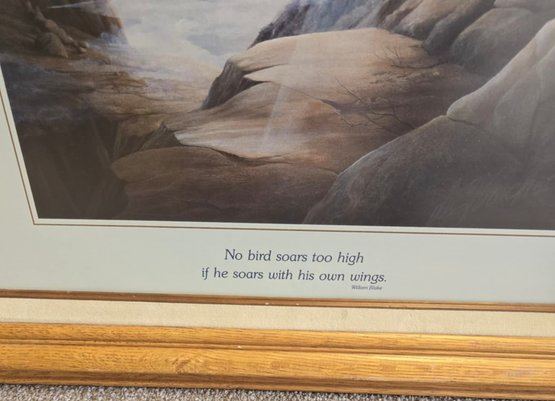 No bird soars too high
if he soars with his own wings.
William Blake